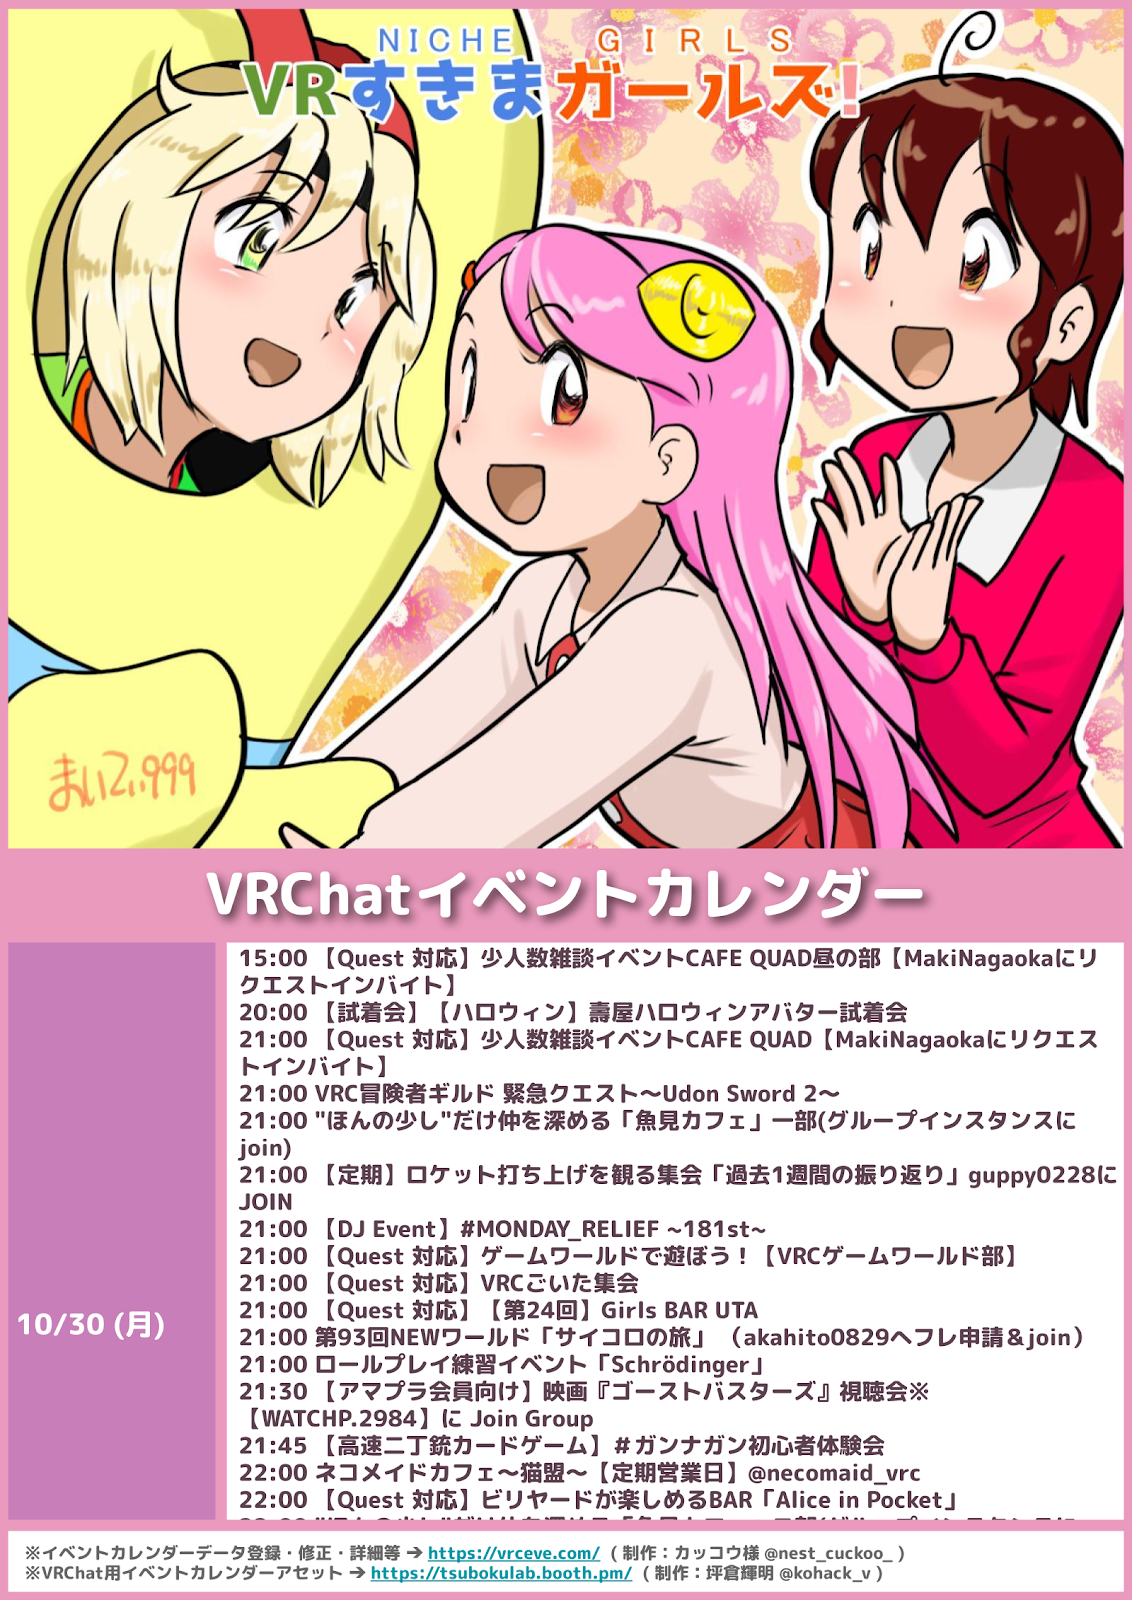 NICHE GIRLS
VRすきまガールズ!
まいてぃ999
VRChatイベントカレンダー
10/30 (月)
15:00 【Quest 対応】少人数雑談イベントCAFE QUAD昼の部【MakiNagaokaにリ
クエストインバイト】
20:00 【試着会】【ハロウィン】壽屋ハロウィンアバター試着会
21:00 【Quest 対応】少人数雑談イベントCAFE QUAD【MakiNagaokaにリクエス
トインバイト】
21:00 VRC冒険者ギルド 緊急クエスト～Udon Sword 2～
21:00 "ほんの少し"だけ仲を深める「魚見カフェ」一部(グループインスタンスに
join)
21:00 【定期】ロケット打ち上げを観る集会「過去1週間の振り返り」guppy0228に
JOIN
21:00 【DJ Event】#MONDAY_RELIEF ~181st~
21:00 【Quest 対応】ゲームワールドで遊ぼう！【VRCゲームワールド部】
21:00 【Quest 対応】VRCごいた集会
21:00 【Quest 対応】【第24回】Girls BAR UTA
21:00 第93回NEWワールド「サイコロの旅」（akahito0829へフレ申請＆join）
21:00 ロールプレイ練習イベント「Schrödinger」
21:30 【アマプラ会員向け】映画『ゴーストバスターズ』視聴会※
【WATCHP.2984】に Join Group
21:45 【高速二丁銃カードゲーム】＃ガンナガン初心者体験会
22:00 ネコメイドカフェ～猫盟～【定期営業日】@necomaid_vrc
22:00 【Quest 対応】ビリヤードが楽しめるBAR「Alice in Pocket」
※イベントカレンダーデータ登録・修正・詳細等 ➔ https://vrceve.com/ ( 制作：カッコウ様 @nest_cuckoo_ )
※VRChat用イベントカレンダーアセット ➔ https://tsubokulab.booth.pm/ ( 制作：坪倉輝明 @kohack_v )